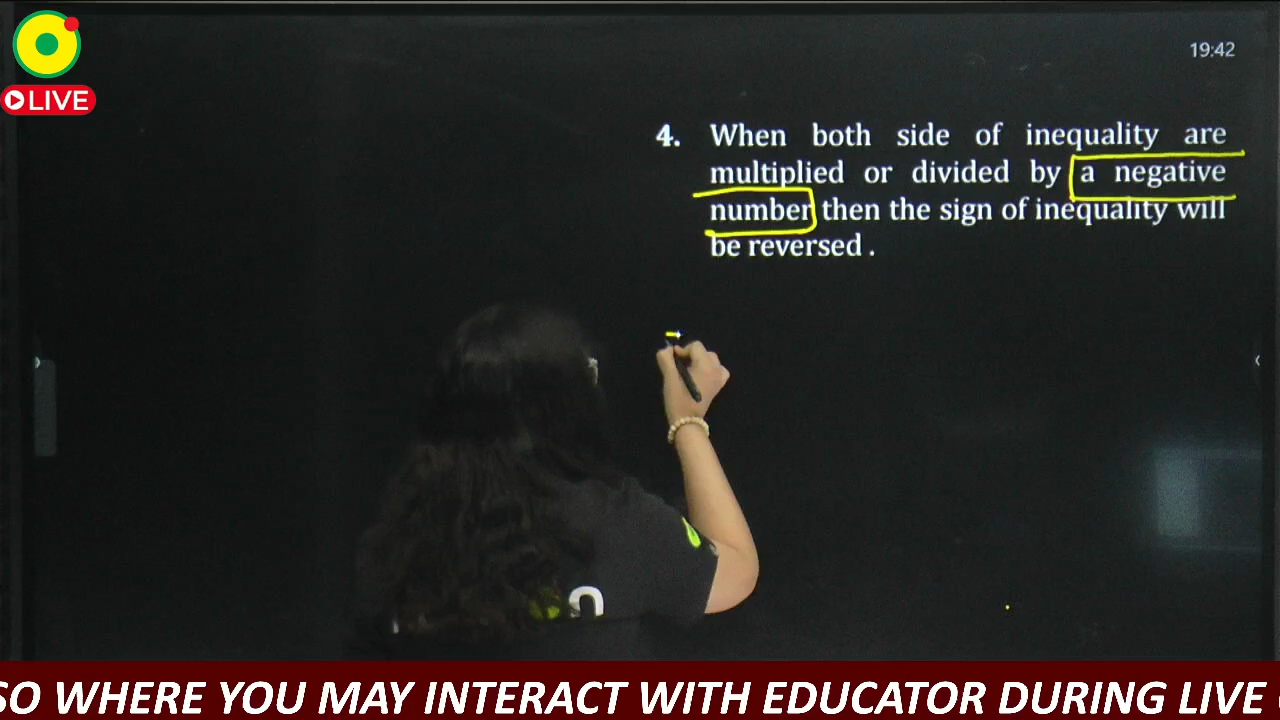 LIVE
19:42
4. When both side of inequality are
multiplied or divided by a negative
number then the sign of inequality will
be reversed .
SO WHERE YOU MAY INTERACT WITH EDUCATOR DURING LIVE